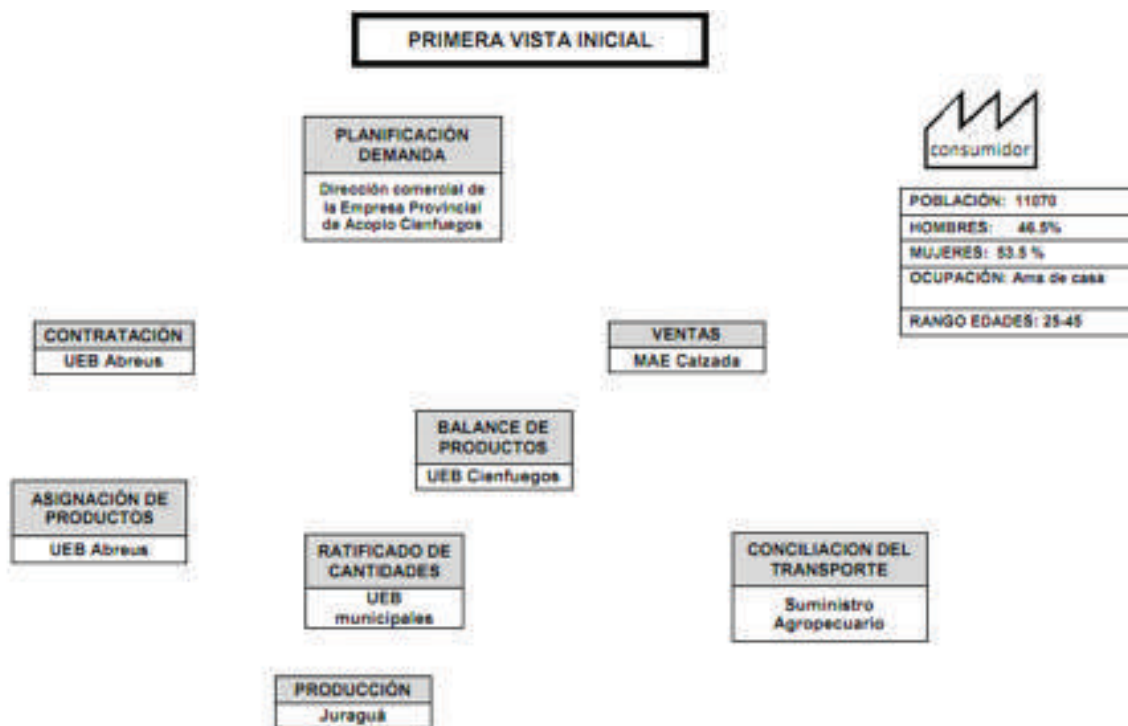 PRIMERA VISTA INICIAL
PLANIFICACIÓN
DEMANDA
Dirección comercial de
la Empresa Provincial
de Acopio Cienfuegos
consumidor
POBLACIÓN: 11070
HOMBRES: 46.5%
MUJERES: 53.5 %
OCUPACIÓN: Ama de casa
RANGO EDADES: 25-45
CONTRATACIÓN
UEB Abreus
VENTAS
MAE Calzada
BALANCE DE
PRODUCTOS
UEB Cienfuegos
ASIGNACIÓN DE
PRODUCTOS
UEB Abreus
RATIFICADO DE
CANTIDADES
UEB
municipales
CONCILIACION DEL
TRANSPORTE
Suministro
Agropecuario
PRODUCCIÓN
Juraguá